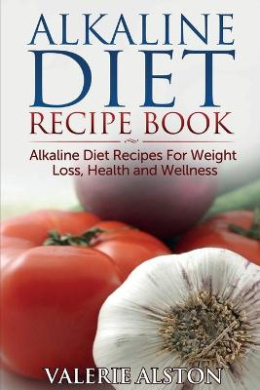 ALKALINE
DIET
RECIPE BOOK
Alkaline Diet Recipes For Weight
Loss, Health and Wellness
VALERIE ALSTON